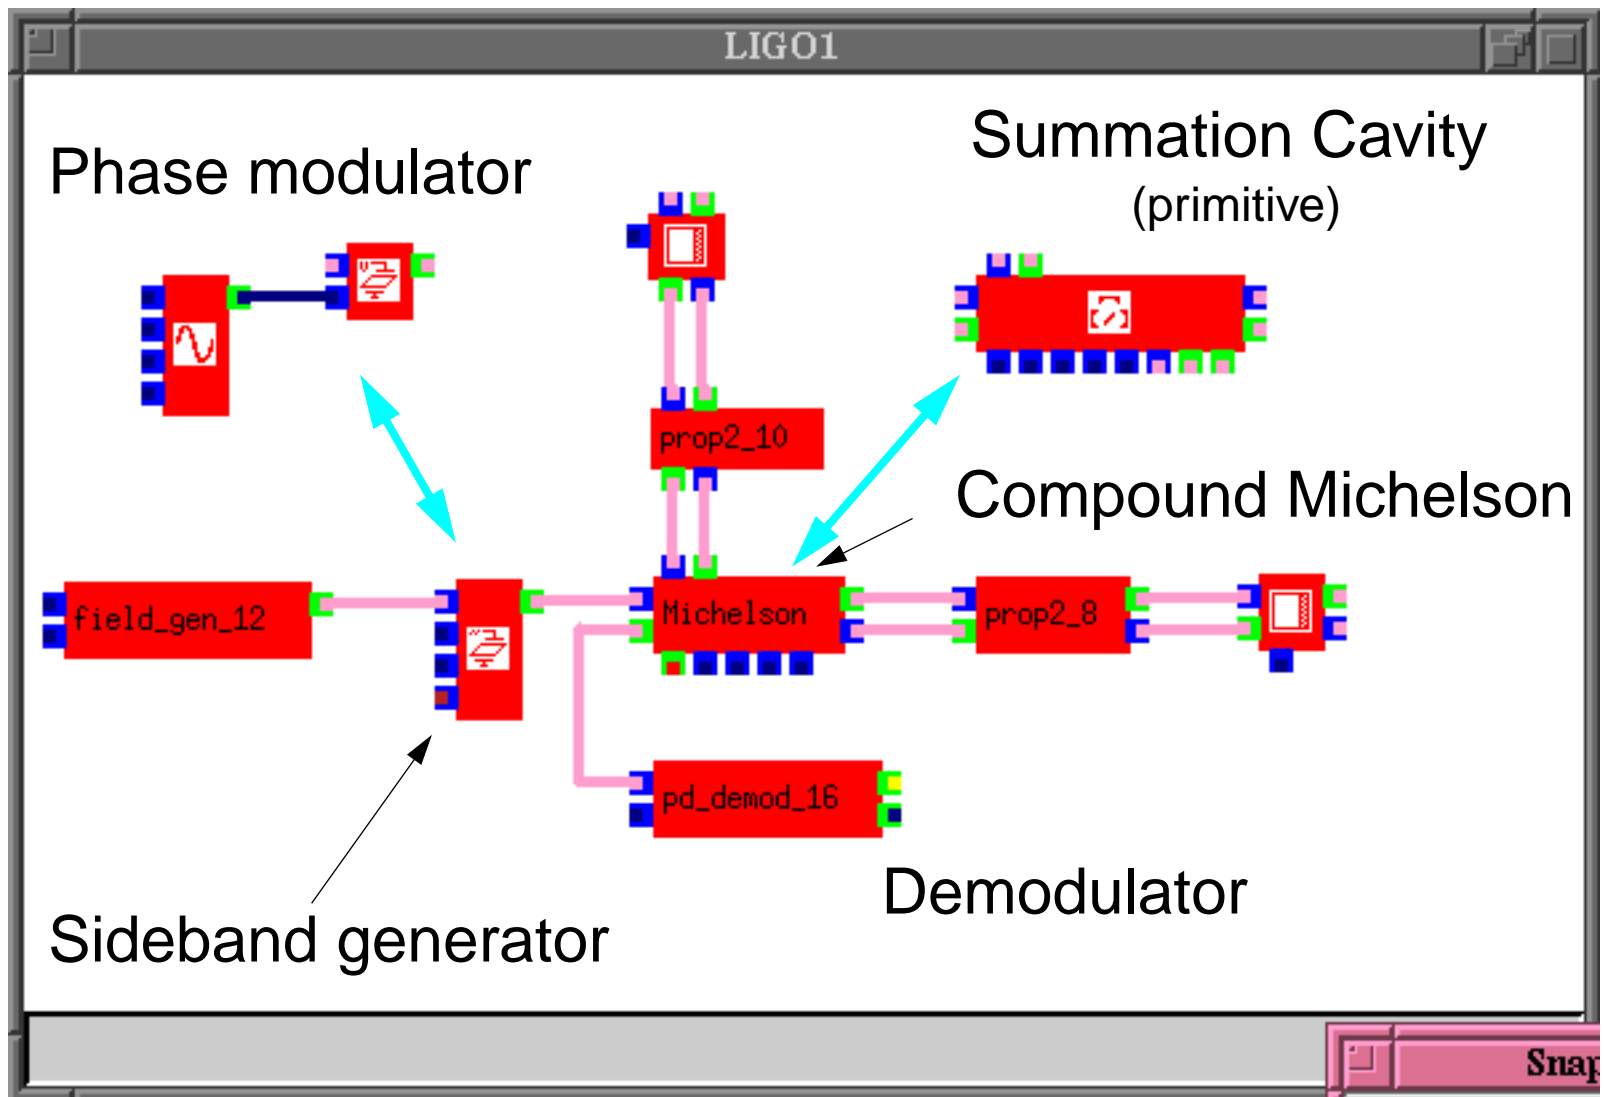 LIGO1
Summation Cavity
(primitive)
Phase modulator
prop2_10
Compound Michelson
field_gen_12
Michelson
prop2_8
pd_demod_16
Demodulator
Sideband generator
Snap